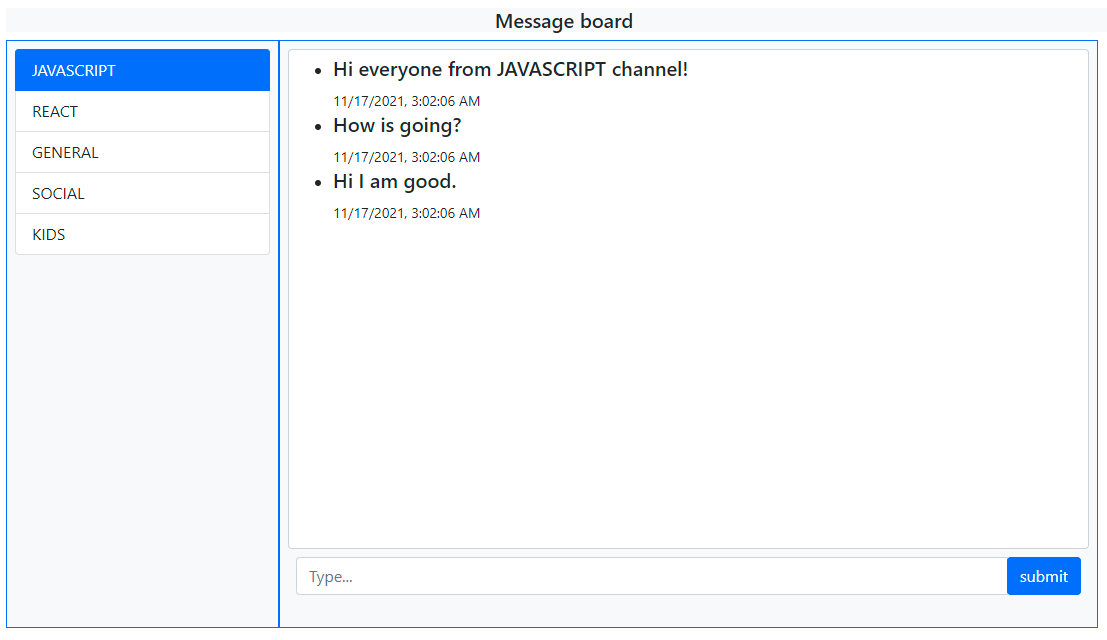 Message board
JAVASCRIPT
REACT
GENERAL
SOCIAL
KIDS
Hi everyone from JAVASCRIPT channel!
11/17/2021, 3:02:06 AM
How is going?
11/17/2021, 3:02:06 AM
Hi I am good.
11/17/2021, 3:02:06 AM
Type...
submit